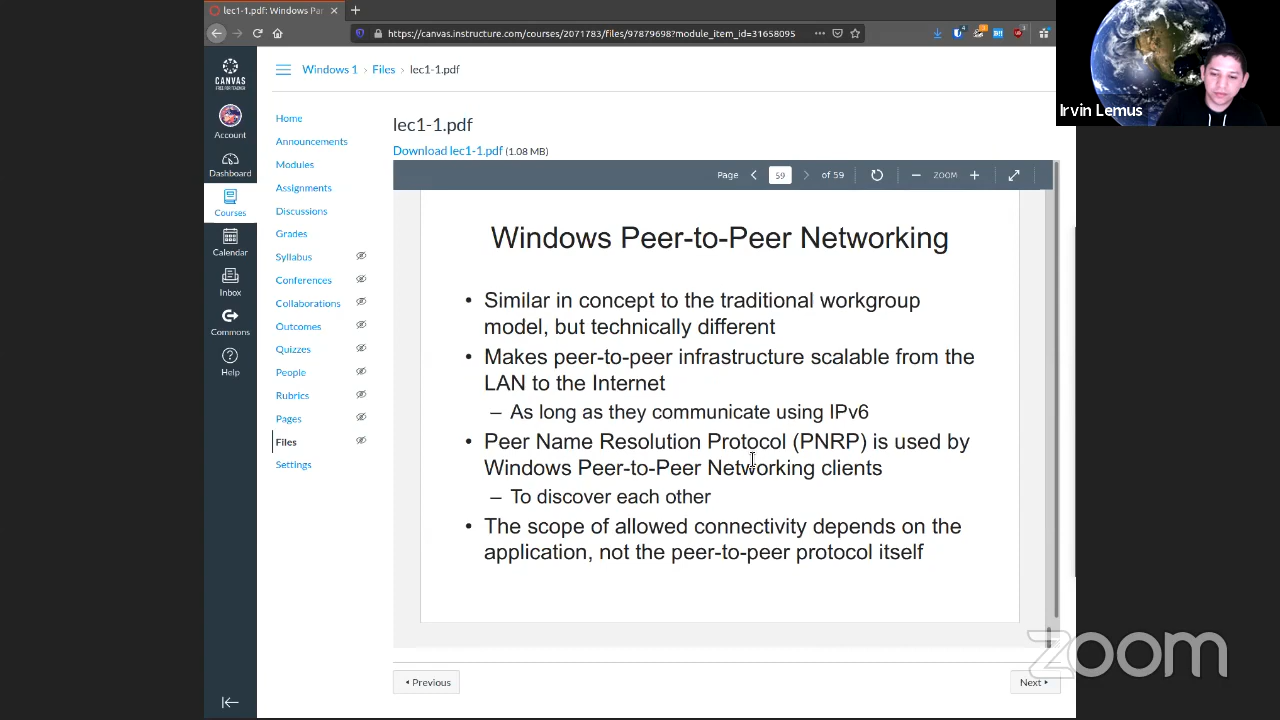 lec1-1.pdf: Windows Par
https://canvas.instructure.com/courses/2071783/files/97879698?module_item_id=31658095
Irvin Lemus
CANVAS
FREE FOR TEACHER
Account
Dashboard
Courses
Calendar
Inbox
Commons
Help
Windows 1 › Files › lec1-1.pdf
Home
Announcements
Modules
Assignments
Discussions
Grades
Syllabus
Conferences
Collaborations
Outcomes
Quizzes
People
Rubrics
Pages
Files
Settings
lec1-1.pdf
Download lec1-1.pdf (1.08 MB)
Page 59 of 59 ZOOM
Windows Peer-to-Peer Networking
• Similar in concept to the traditional workgroup
model, but technically different
• Makes peer-to-peer infrastructure scalable from the
LAN to the Internet
– As long as they communicate using IPv6
• Peer Name Resolution Protocol (PNRP) is used by
Windows Peer-to-Peer Networking clients
– To discover each other
• The scope of allowed connectivity depends on the
application, not the peer-to-peer protocol itself
Previous
Next
zoom